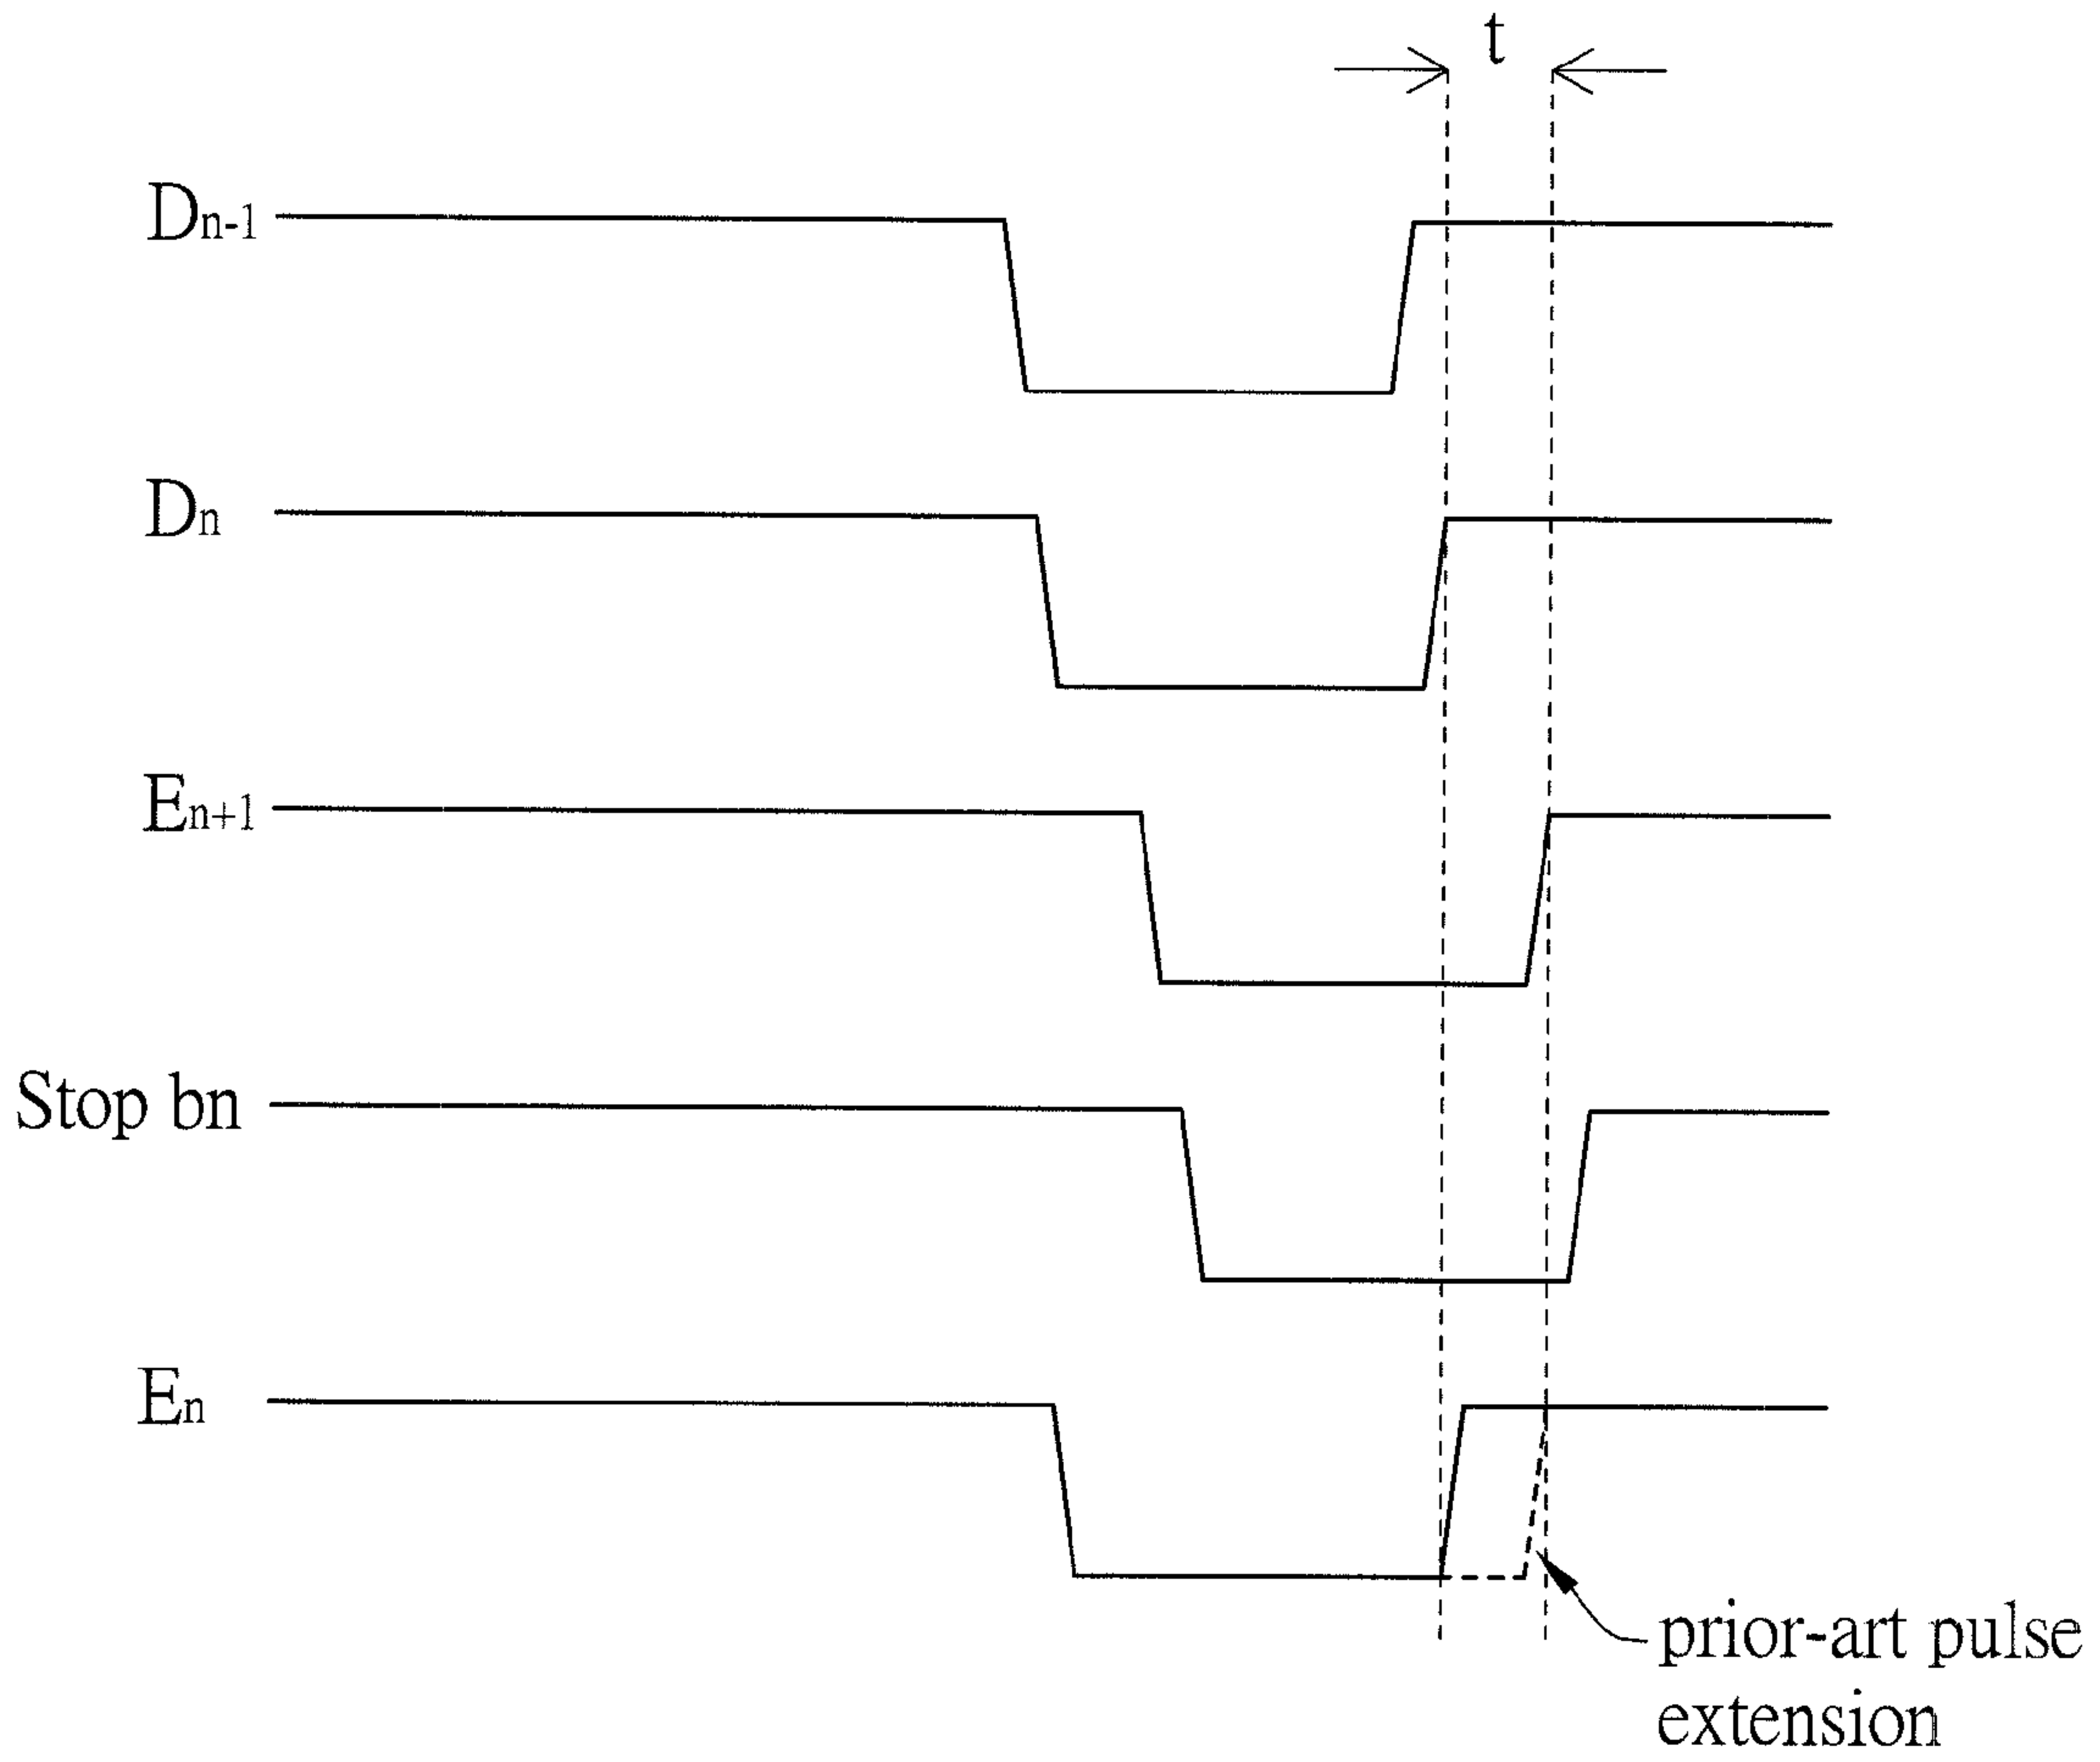 t
Dn-1
Dn
En+1
Stop bn
En
prior-art pulse
extension